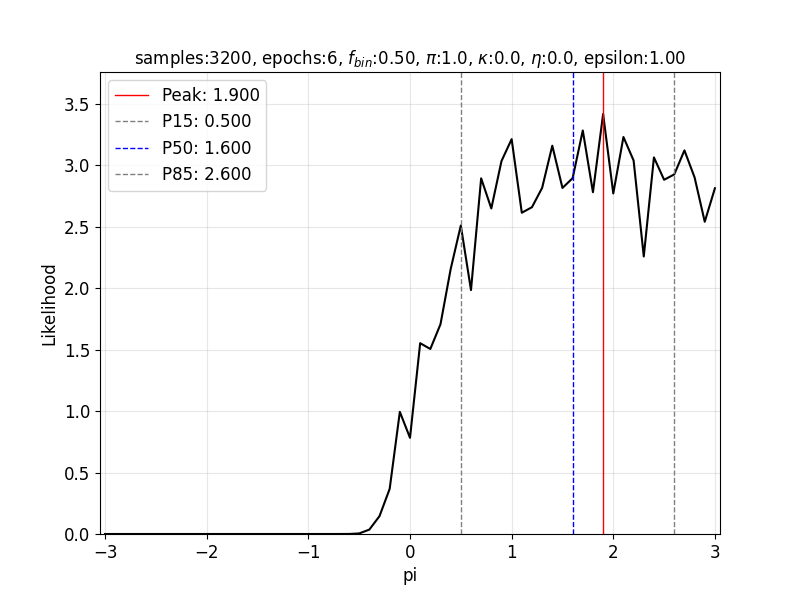 samples:3200, epochs:6, f_bin:0.50, π:1.0, κ:0.0, η:0.0, epsilon:1.00
Peak: 1.900
P15: 0.500
P50: 1.600
P85: 2.600
3.5
3.0
2.5
2.0
1.5
1.0
0.5
0.0
Likelihood
−3 −2 −1 0 1 2 3
pi